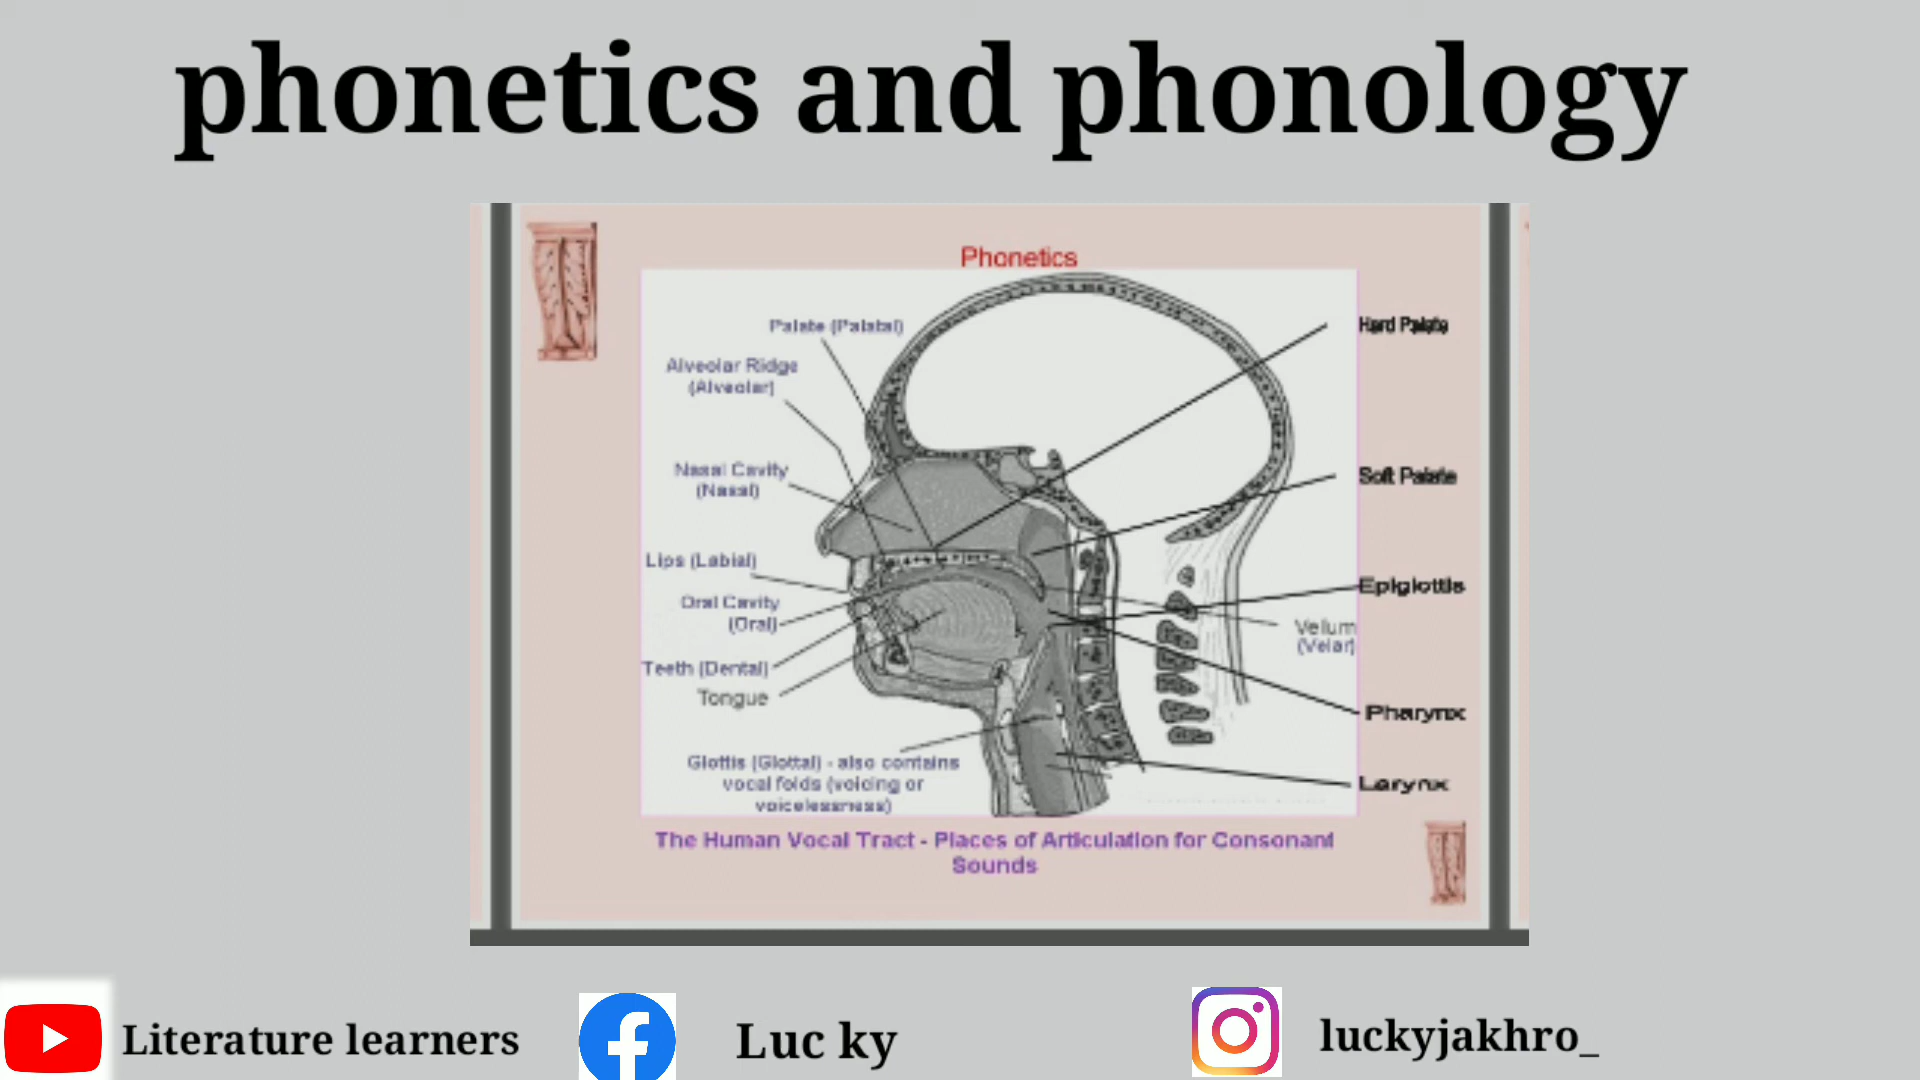 phonetics and phonology
Phonetics
Palate (Palatal)
Hard Palate
Alveolar Ridge
(Alveolar)
Nasal Cavity
(Nasal)
Soft Palate
Lips (Labial)
Epiglottis
Oral Cavity
(Oral)
Velum
(Velar)
Teeth (Dental)
Tongue
Pharynx
Glottis (Glottal) - also contains
vocal folds (voicing or
voicelessness)
Larynx
The Human Vocal Tract - Places of Articulation for Consonant
Sounds
Literature learners
Luc ky
luckyjakhro_